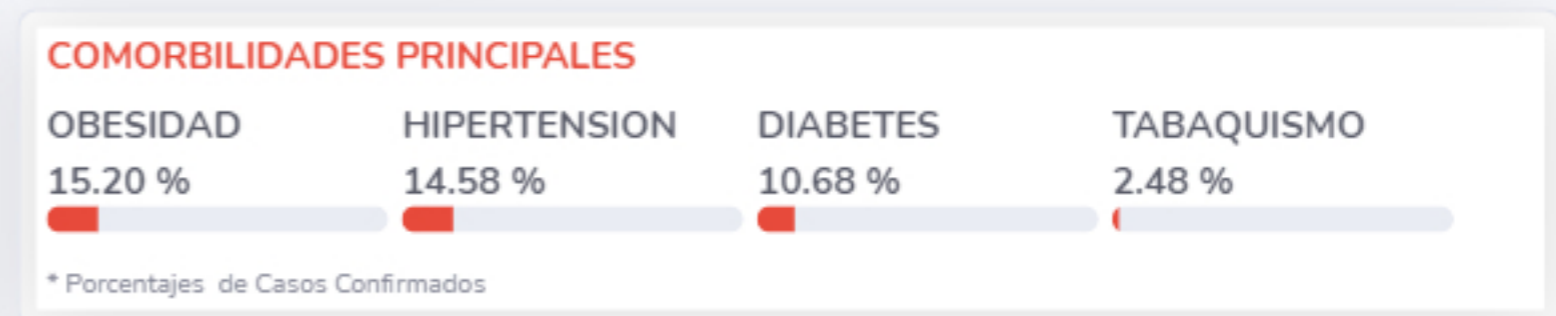 COMORBILIDADES PRINCIPALES
OBESIDAD HIPERTENSION DIABETES TABAQUISMO
15.20 % 14.58 % 10.68 % 2.48 %
* Porcentajes de Casos Confirmados